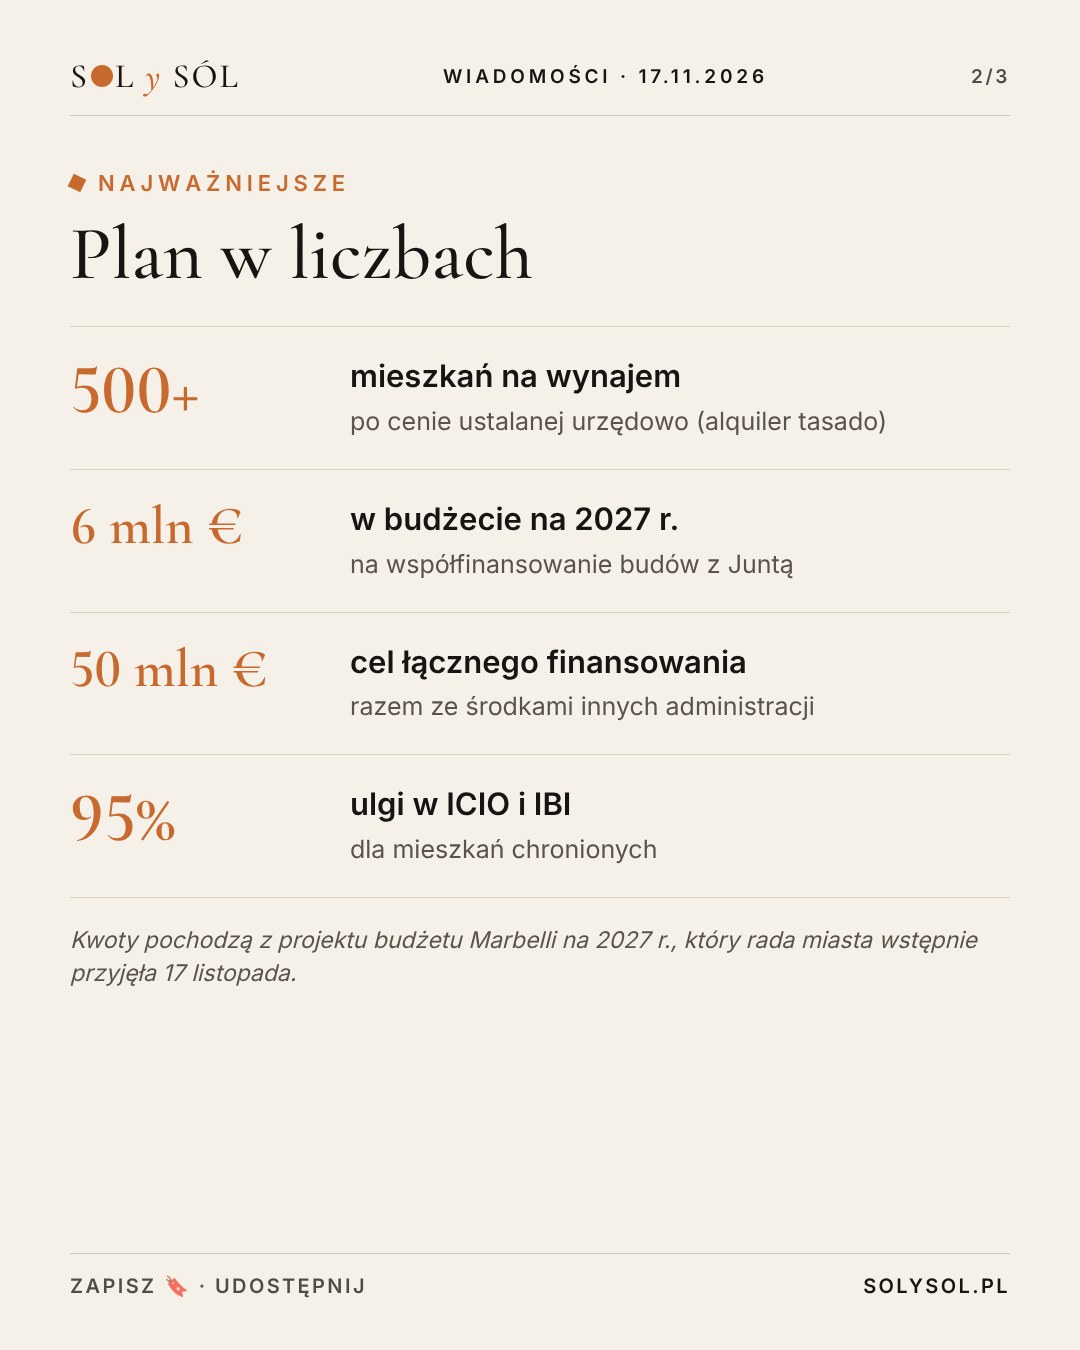 SOL y SÓL
WIADOMOŚCI · 17.11.2026
2/3
NAJWAŻNIEJSZE
Plan w liczbach
500+
mieszkań na wynajem
po cenie ustalanej urzędowo (alquiler tasado)
6 mln €
w budżecie na 2027 r.
na współfinansowanie budów z Juntą
50 mln €
cel łącznego finansowania
razem ze środkami innych administracji
95%
ulgi w ICIO i IBI
dla mieszkań chronionych
Kwoty pochodzą z projektu budżetu Marbelli na 2027 r., który rada miasta wstępnie
przyjęła 17 listopada.
ZAPISZ 🔖 · UDOSTĘPNIJ
SOLYSOL.PL